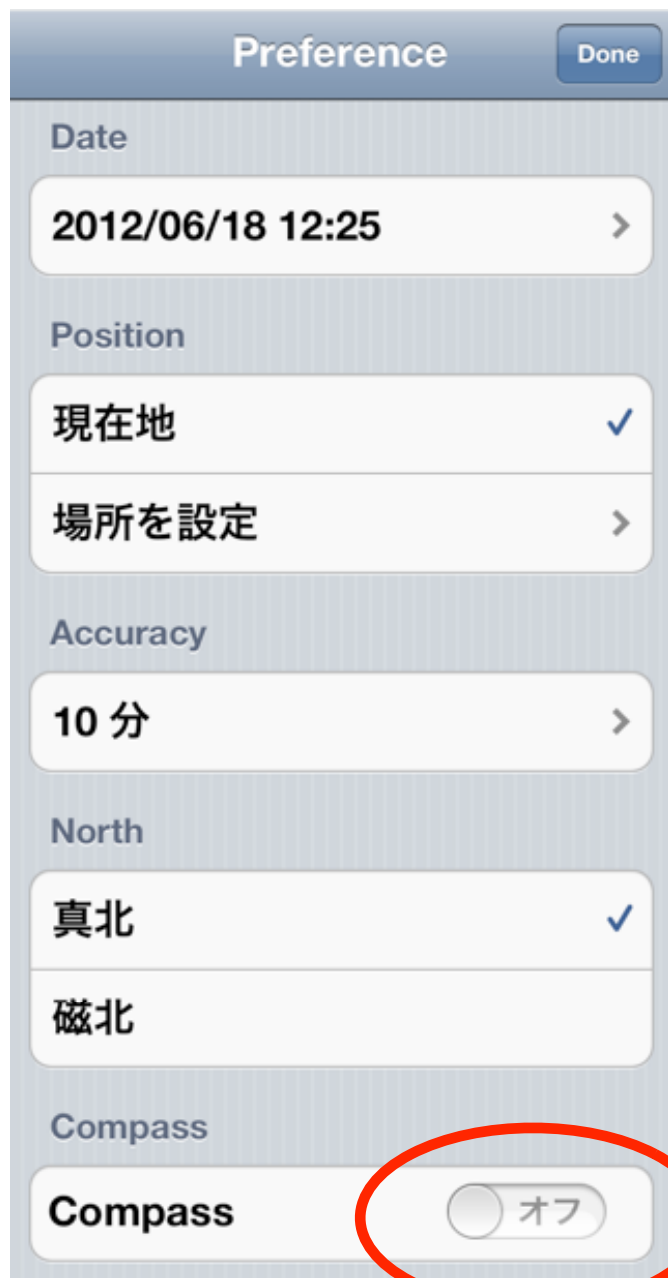 Preference
Done
Date
2012/06/18 12:25
Position
現在地
場所を設定
Accuracy
10 分
North
真北
磁北
Compass
Compass
オフ